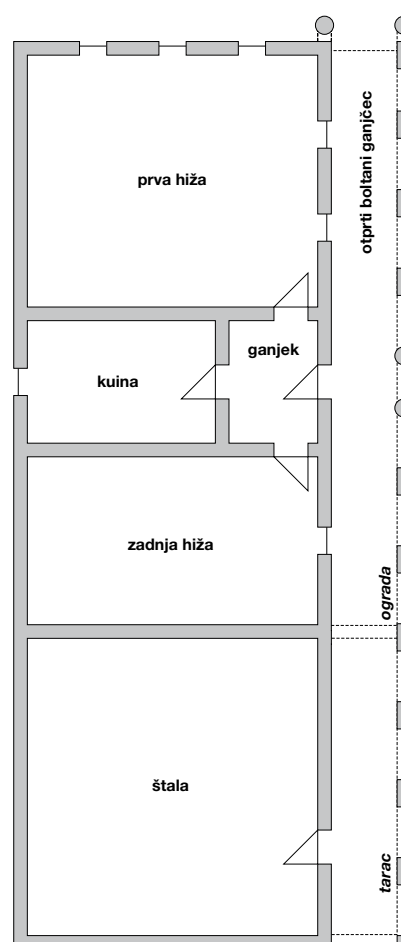 prva hiža
otprti boltani ganjčec
ganjek
kuina
zadnja hiža
ograda
štala
tarac